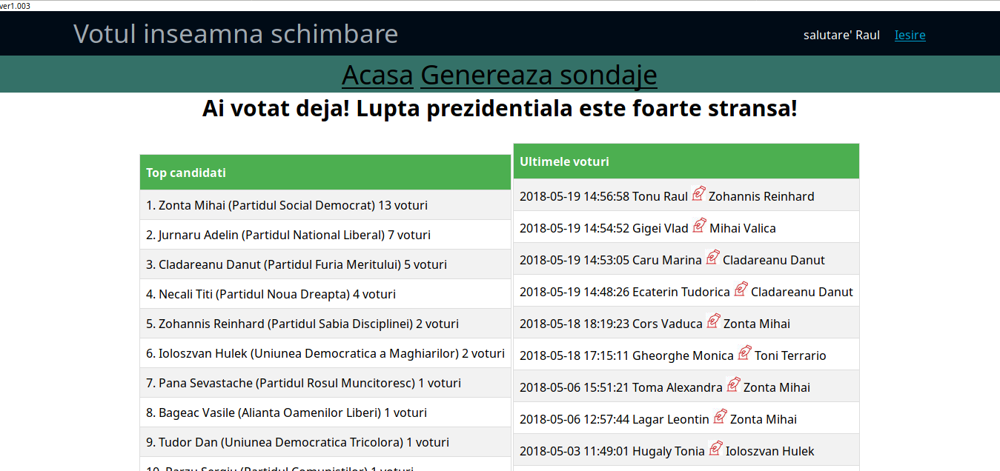 ver1.003
Votul inseamna schimbare
salutare' Raul Iesire
Acasa Genereaza sondaje
Ai votat deja! Lupta prezidentiala este foarte stransa!
Top candidati
1. Zonta Mihai (Partidul Social Democrat) 13 voturi
2. Jurnaru Adelin (Partidul National Liberal) 7 voturi
3. Cladareanu Danut (Partidul Furia Meritului) 5 voturi
4. Necali Titi (Partidul Noua Dreapta) 4 voturi
5. Zohannis Reinhard (Partidul Sabia Disciplinei) 2 voturi
6. Ioloszvan Hulek (Uniunea Democratica a Maghiarilor) 2 voturi
7. Pana Sevastache (Partidul Rosul Muncitoresc) 1 voturi
8. Bageac Vasile (Alianta Oamenilor Liberi) 1 voturi
9. Tudor Dan (Uniunea Democratica Tricolora) 1 voturi
10. Barzu Sergiu (Partidul Comunistilor) 1 voturi
Ultimele voturi
2018-05-19 14:56:58 Tonu Raul Zohannis Reinhard
2018-05-19 14:54:52 Gigei Vlad Mihai Valica
2018-05-19 14:53:05 Caru Marina Cladareanu Danut
2018-05-19 14:48:26 Ecaterin Tudorica Cladareanu Danut
2018-05-18 18:19:23 Cors Vaduca Zonta Mihai
2018-05-18 17:15:11 Gheorghe Monica Toni Terrario
2018-05-06 15:51:21 Toma Alexandra Zonta Mihai
2018-05-06 12:57:44 Lagar Leontin Zonta Mihai
2018-05-03 11:49:01 Hugaly Tonia Ioloszvan Hulek